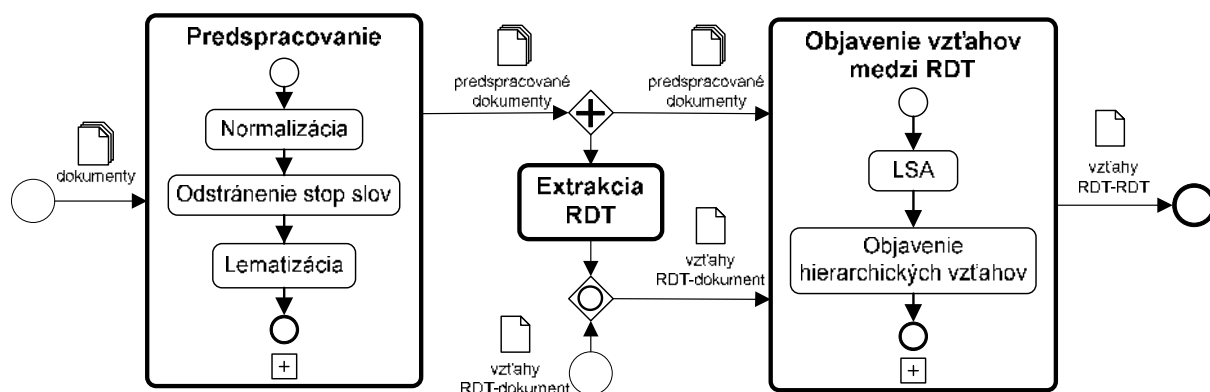 dokumenty
Predspracovanie
Normalizácia
Odstránenie stop slov
Lematizácia
+
predspracované
dokumenty
Extrakcia
RDT
vzťahy
RDT-dokument
predspracované
dokumenty
vzťahy
RDT-dokument
Objavenie vzťahov
medzi RDT
LSA
Objavenie
hierarchických vzťahov
+
vzťahy
RDT-RDT